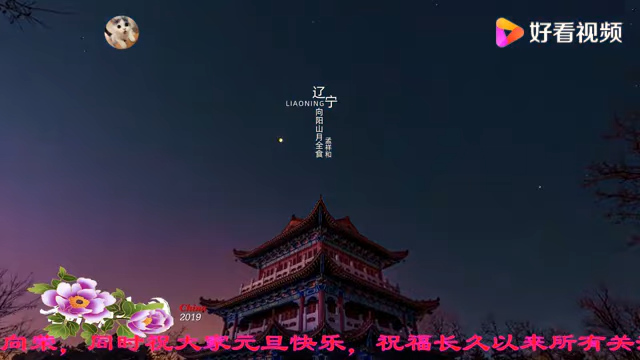 好看视频
辽宁
LIAONING
向阳山月全食
孟祥和
China
2019
向荣，同时祝大家元旦快乐，祝福长久以来所有关